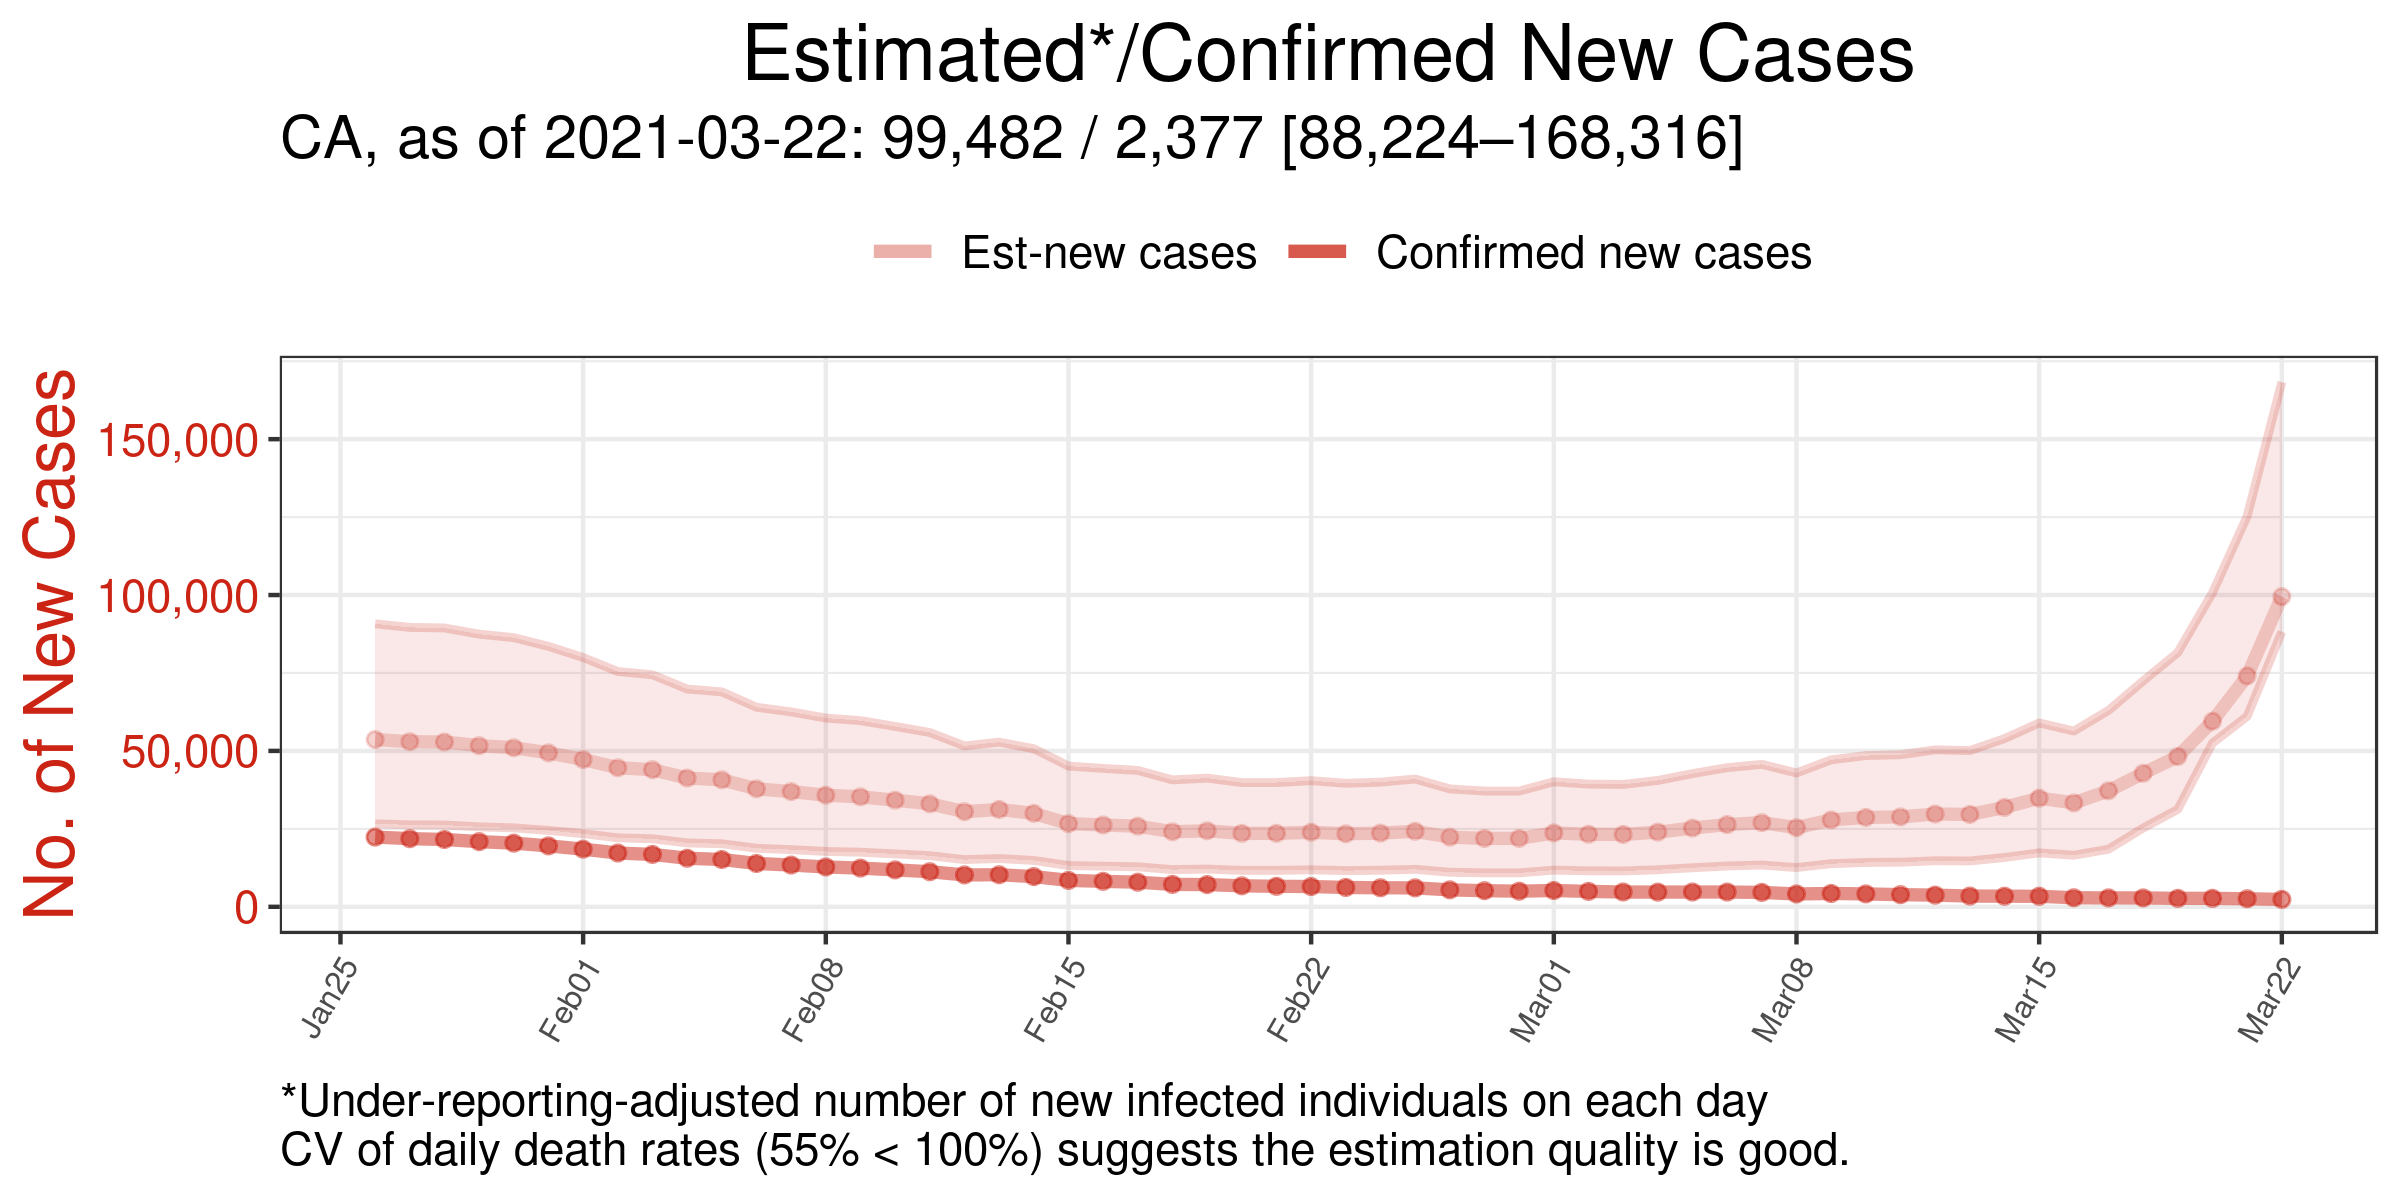 Estimated*/Confirmed New Cases
CA, as of 2021-03-22: 99,482 / 2,377 [88,224–168,316]
Est-new cases
Confirmed new cases
No. of New Cases
150,000
100,000
50,000
0
Jan25
Feb01
Feb08
Feb15
Feb22
Mar01
Mar08
Mar15
Mar22
*Under-reporting-adjusted number of new infected individuals on each day
CV of daily death rates (55% < 100%) suggests the estimation quality is good.